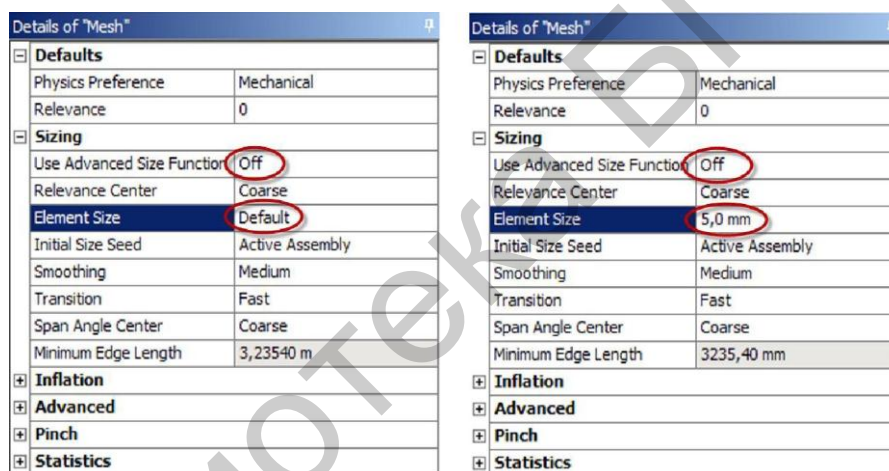 Details of "Mesh"
Defaults
Physics Preference Mechanical
Relevance 0
Sizing
Use Advanced Size Function Off
Relevance Center Coarse
Element Size Default
Initial Size Seed Active Assembly
Smoothing Medium
Transition Fast
Span Angle Center Coarse
Minimum Edge Length 3,23540 m
Inflation
Advanced
Pinch
Statistics
Details of "Mesh"
Defaults
Physics Preference Mechanical
Relevance 0
Sizing
Use Advanced Size Function Off
Relevance Center Coarse
Element Size 5,0 mm
Initial Size Seed Active Assembly
Smoothing Medium
Transition Fast
Span Angle Center Coarse
Minimum Edge Length 3235,40 mm
Inflation
Advanced
Pinch
Statistics